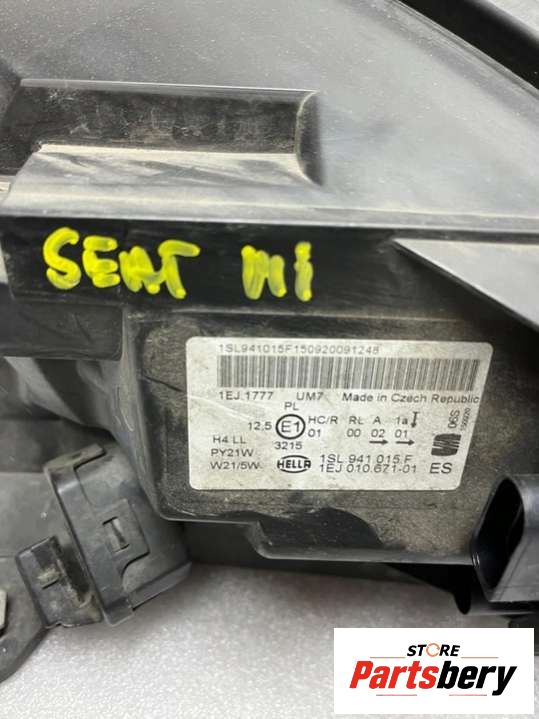 SEAT MI
1SL941015F150920091248
1EJ.1777 UM7 Made in Czech Republic
PL
12,5 E1 HC/R RL A 1a
01 00 02 01
3215
H4 LL
PY21W
W21/5W
HELLA
1SL 941 015 F
1EJ 010.671-01 ES
06S
150920
STORE
Partsbery